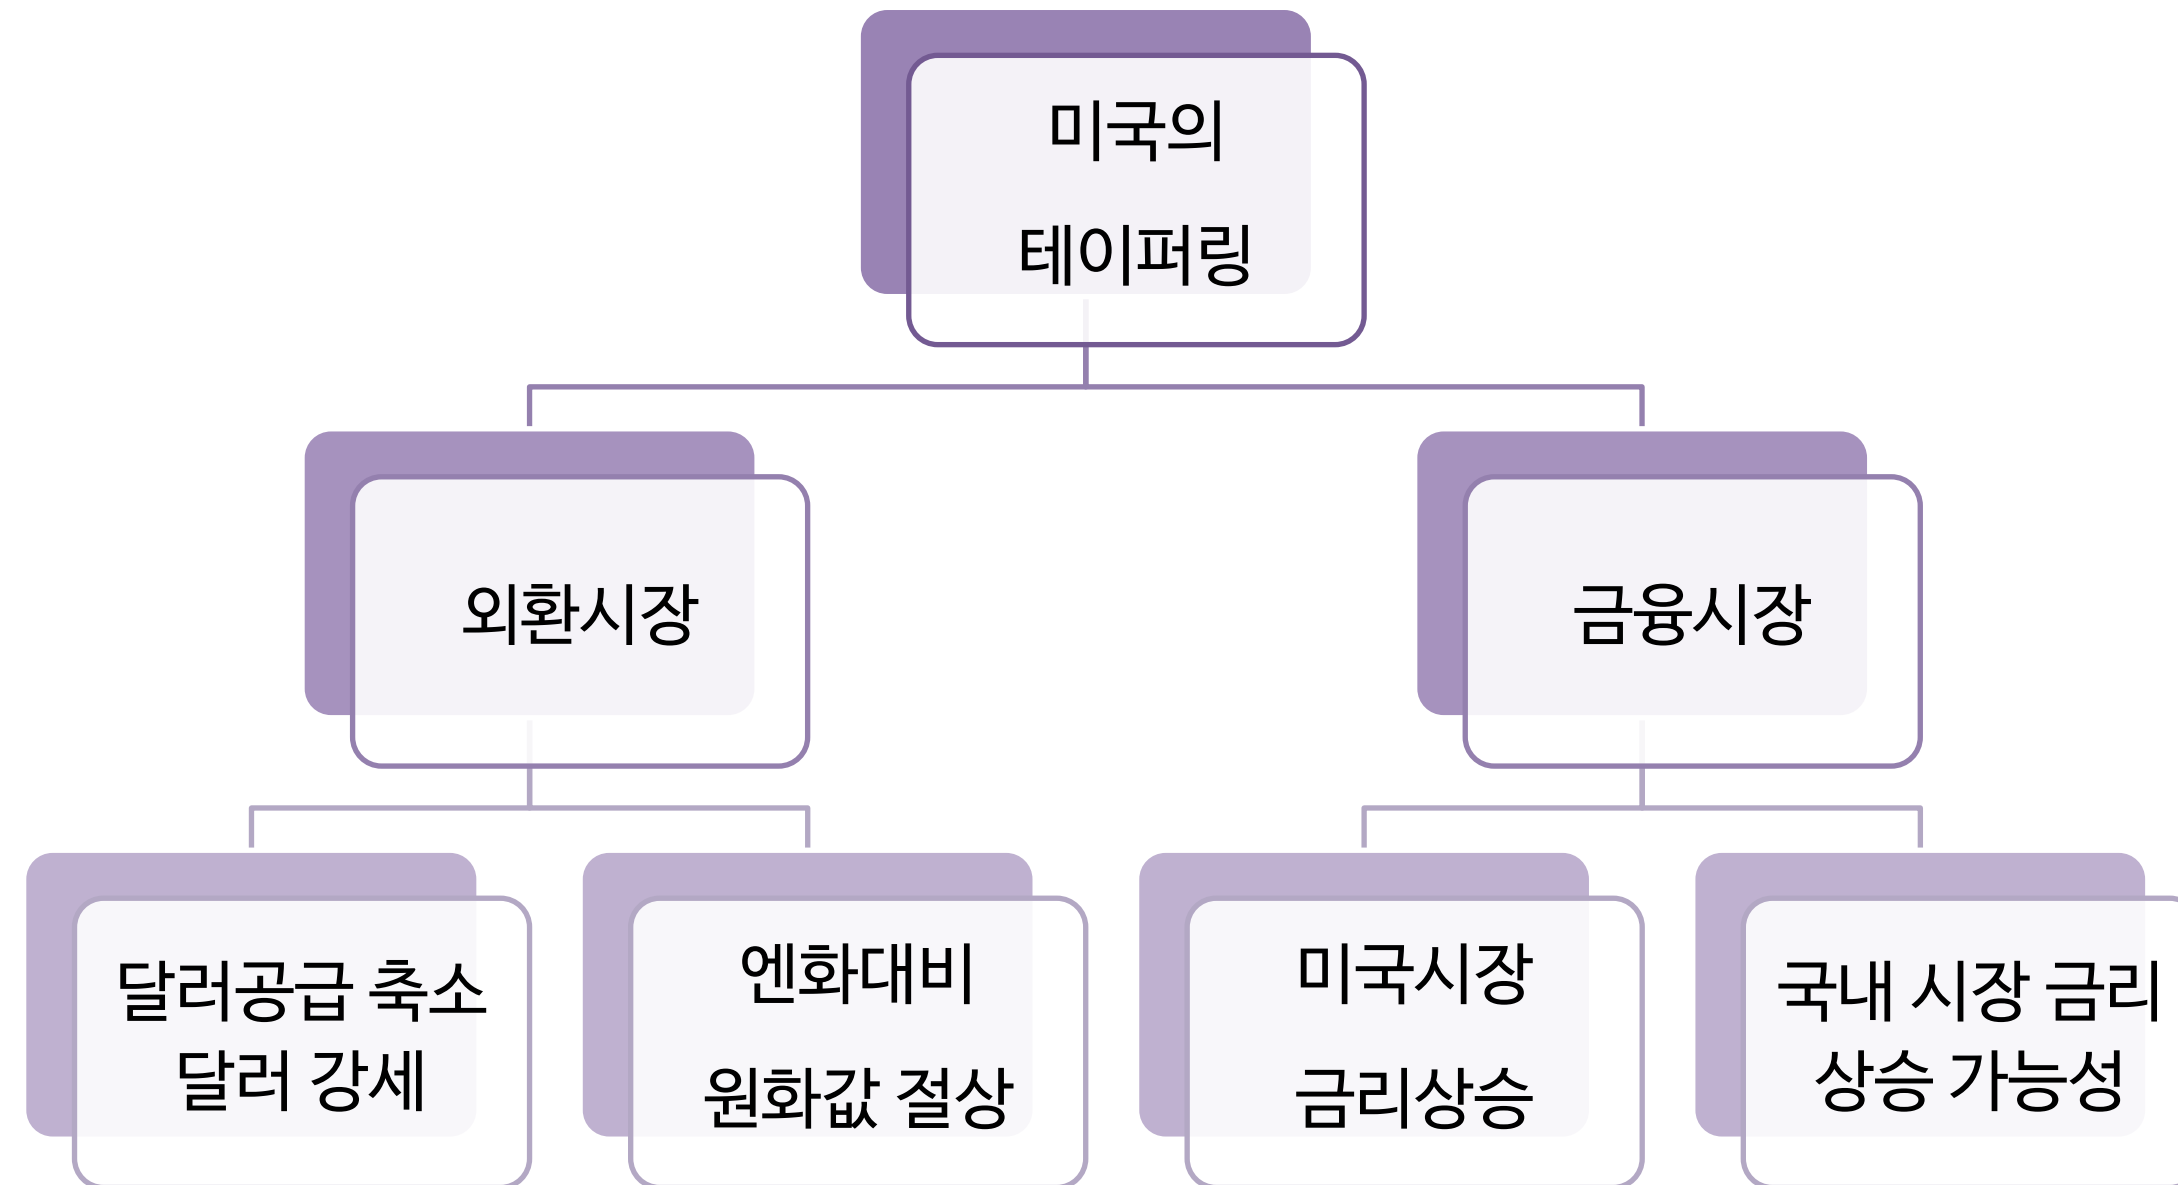 미국의
테이퍼링
외환시장
금융시장
달러공급 축소
달러 강세
엔화대비
원화값 절상
미국시장
금리상승
국내 시장 금리
상승 가능성